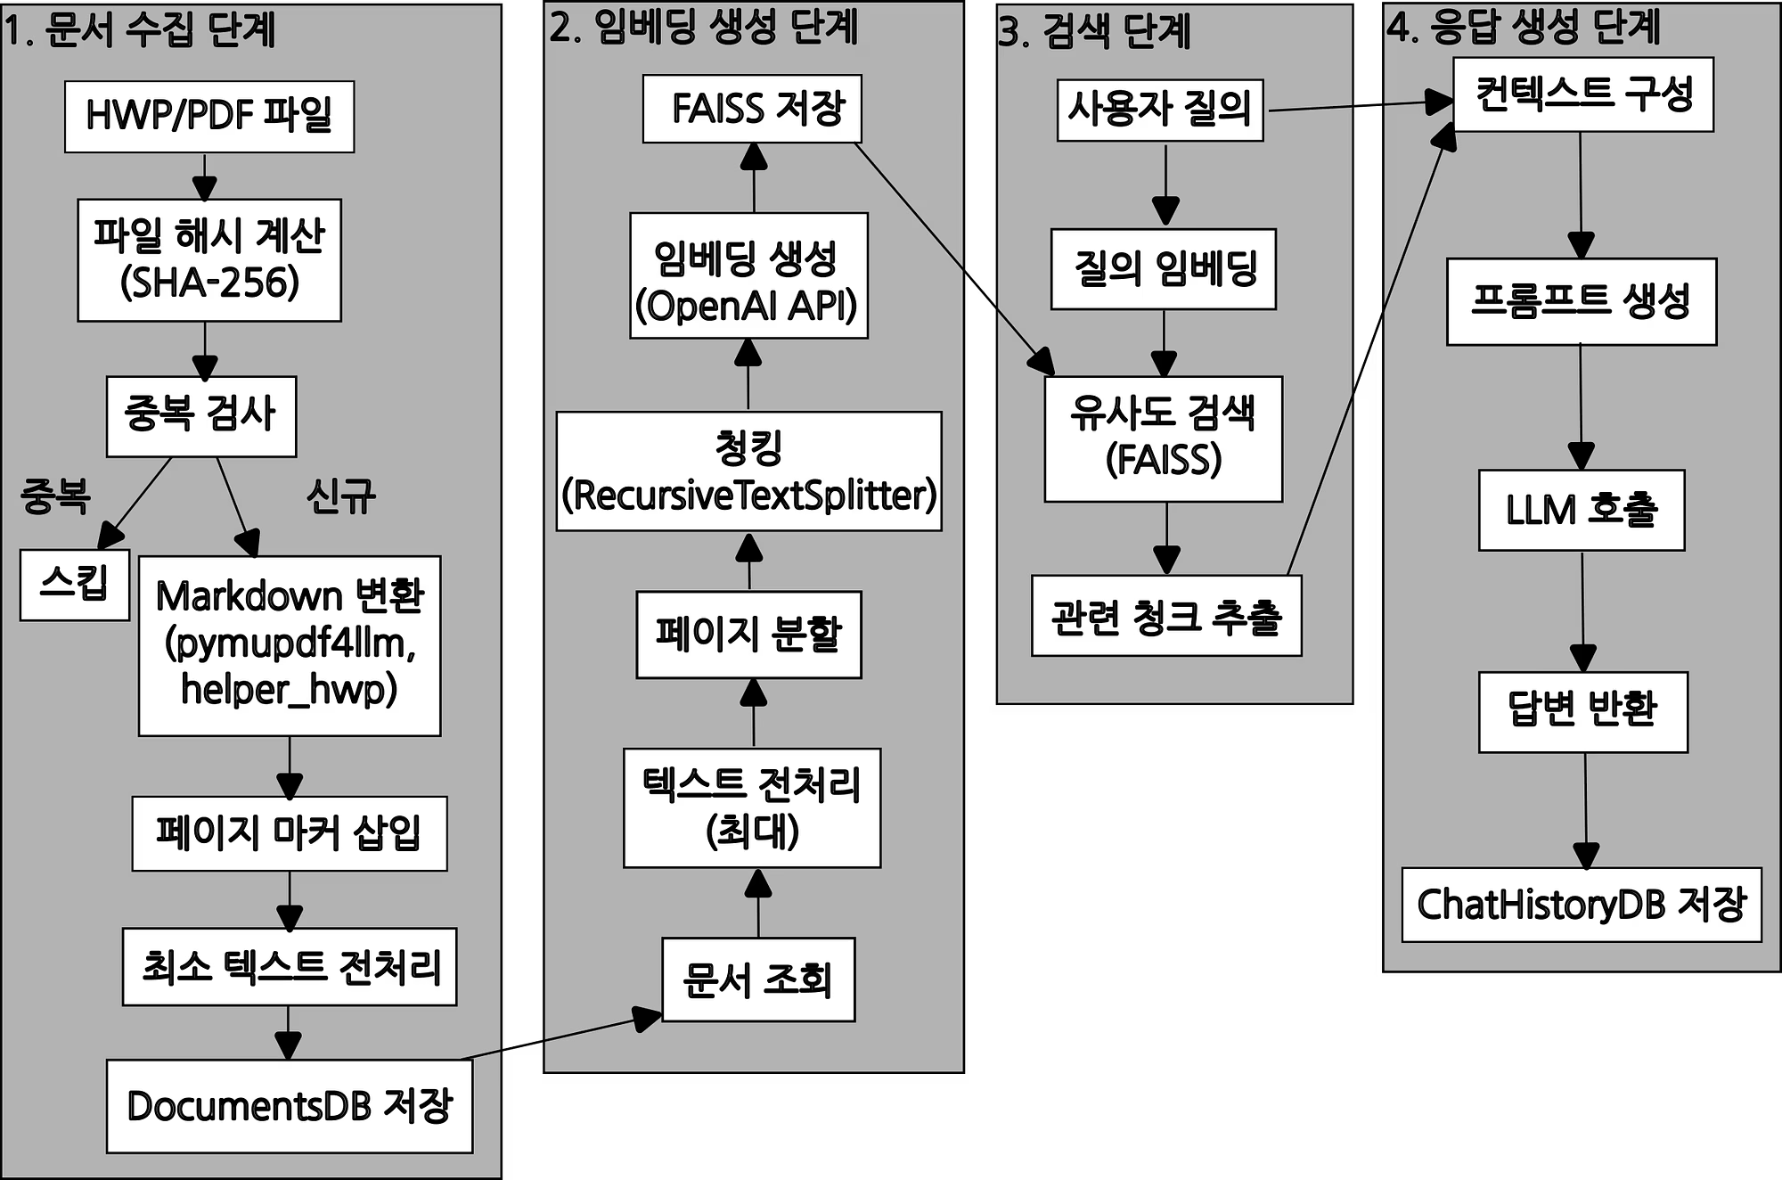 1. 문서 수집 단계
HWP/PDF 파일
파일 해시 계산
(SHA-256)
중복 검사
중복
신규
스킵
Markdown 변환
(pymupdf4llm,
helper_hwp)
페이지 마커 삽입
최소 텍스트 전처리
DocumentsDB 저장
2. 임베딩 생성 단계
FAISS 저장
임베딩 생성
(OpenAI API)
청킹
(RecursiveTextSplitter)
페이지 분할
텍스트 전처리
(최대)
문서 조회
3. 검색 단계
사용자 질의
질의 임베딩
유사도 검색
(FAISS)
관련 청크 추출
4. 응답 생성 단계
컨텍스트 구성
프롬프트 생성
LLM 호출
답변 반환
ChatHistoryDB 저장